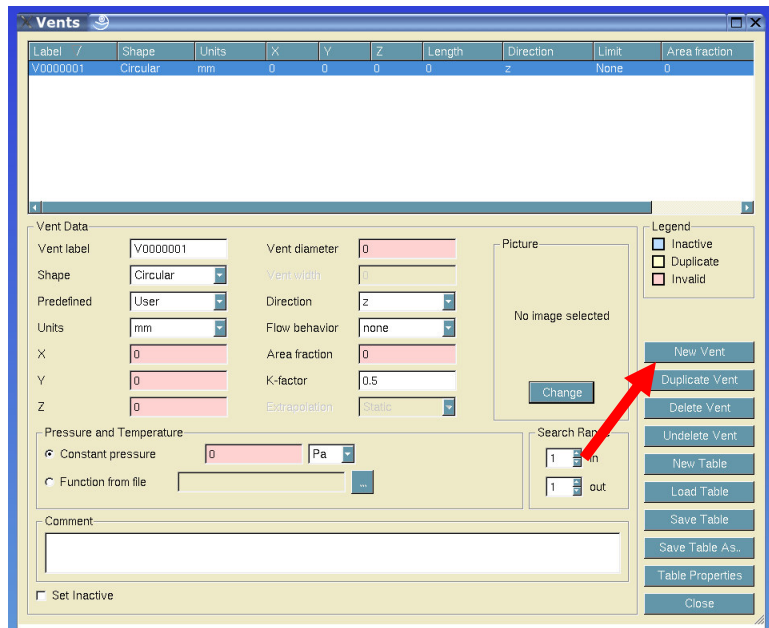 Vents
Label / Shape Units X Y Z Length Direction Limit Area fraction
V0000001 Circular mm 0 0 0 0 z None 0
Vent Data
Vent label V0000001 Vent diameter 0
Shape Circular Vent width 0
Predefined User Direction z
Units mm Flow behavior none
X 0 Area fraction 0
Y 0 K-factor 0.5
Z 0 Extrapolation Static
Picture
No image selected
Change
Legend
Inactive
Duplicate
Invalid
Pressure and Temperature
Constant pressure 0 Pa
Function from file ...
Search Range
1 in
1 out
Comment
Set Inactive
New Vent
Duplicate Vent
Delete Vent
Undelete Vent
New Table
Load Table
Save Table
Save Table As..
Table Properties
Close